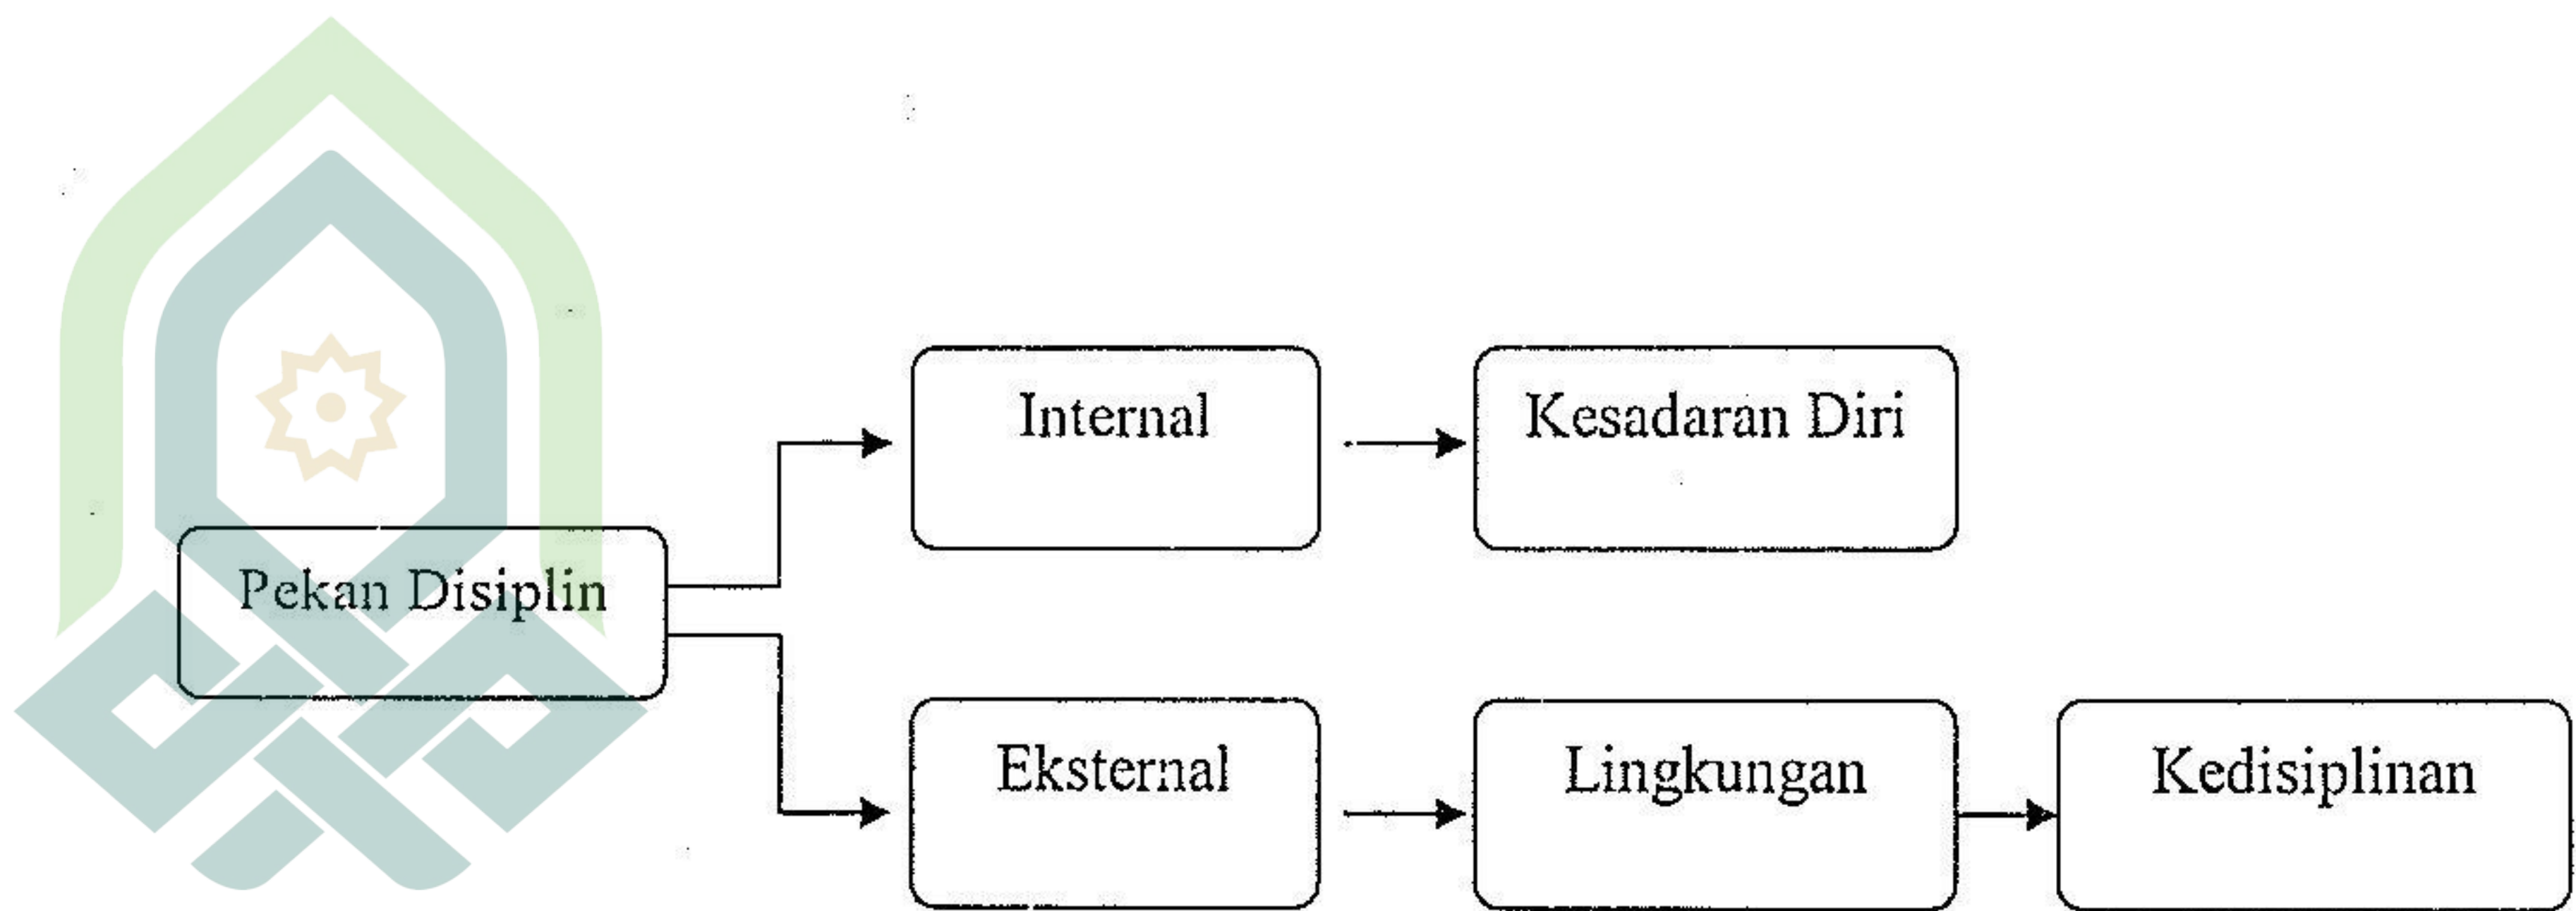 Internal
Kesadaran Diri
Pekan Disiplin
Eksternal
Lingkungan
Kedisiplinan